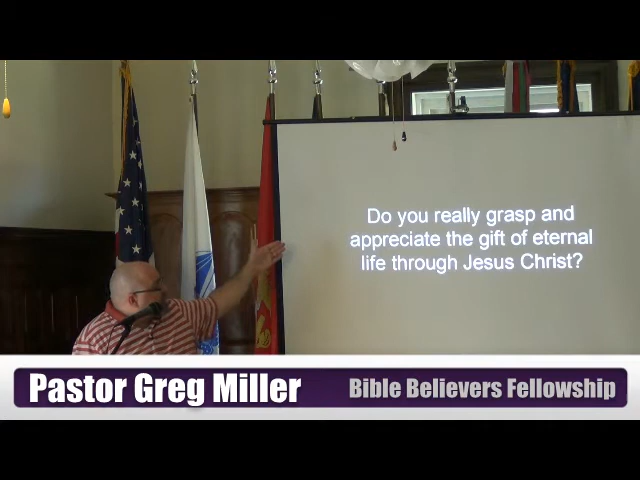 Do you really grasp and
appreciate the gift of eternal
life through Jesus Christ?
Pastor Greg Miller
Bible Believers Fellowship